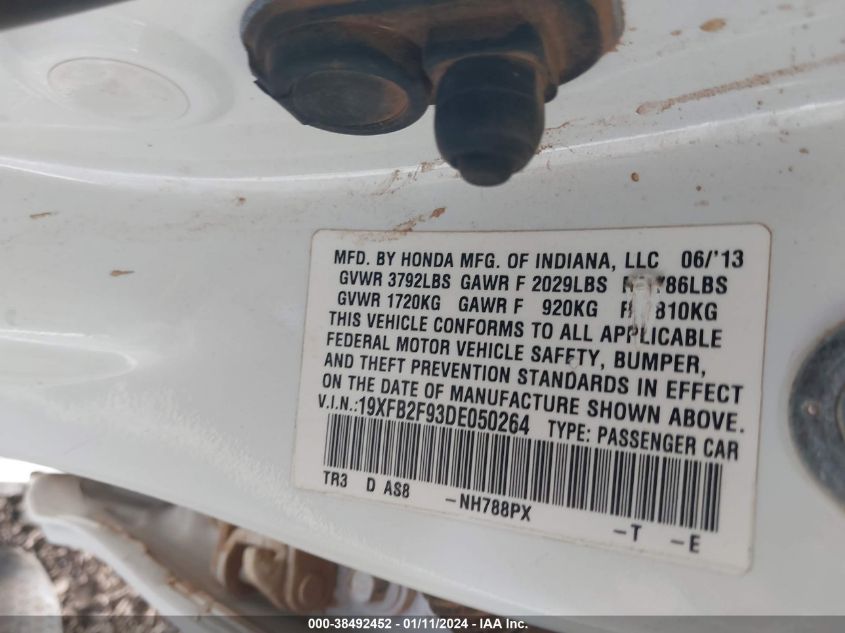 MFD. BY HONDA MFG. OF INDIANA, LLC 06/'13
GVWR 3792LBS GAWR F 2029LBS 786LBS
GVWR 1720KG GAWR F 920KG 810KG
THIS VEHICLE CONFORMS TO ALL APPLICABLE
FEDERAL MOTOR VEHICLE SAFETY, BUMPER,
AND THEFT PREVENTION STANDARDS IN EFFECT
ON THE DATE OF MANUFACTURE SHOWN ABOVE.
V.I.N.:19XFB2F93DE050264 TYPE: PASSENGER CAR
TR3 D AS8 -NH788PX -T -E
000-38492452 - 01/11/2024 - IAA Inc.